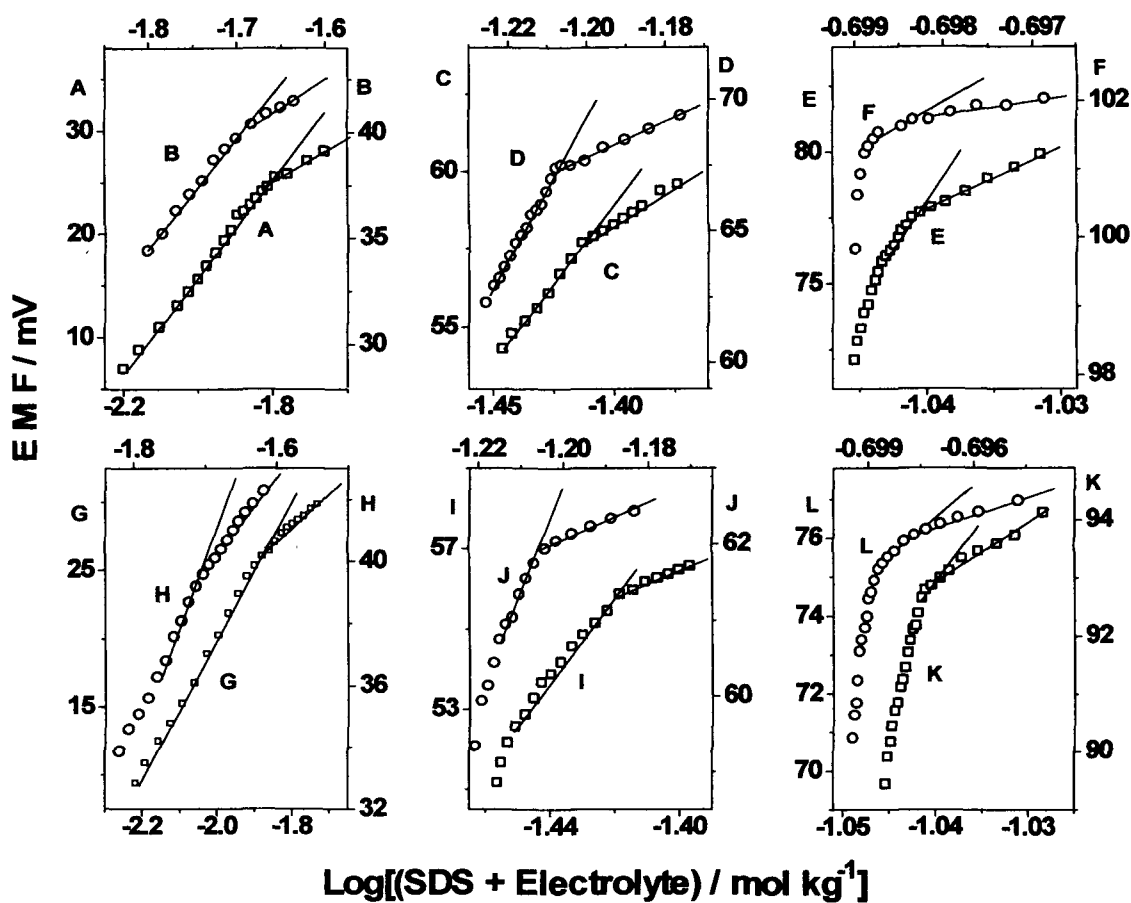 -1.8 -1.7 -1.6 -1.22 -1.20 -1.18 -0.699 -0.698 -0.697
A B C D E F
30 40 60 70 80 102
B D F
A C E
20 35 65 100
10 30 55 60 75 98
-2.2 -1.8 -1.45 -1.40 -1.04 -1.03
E M F / mV
-1.8 -1.6 -1.22 -1.20 -1.18 -0.699 -0.696
G H I J L K
25 40 57 62 76 94
H J L
74 92
G I K
15 36 53 60 72 90
32 70
-2.2 -2.0 -1.8 -1.44 -1.40 -1.05 -1.04 -1.03
Log[(SDS + Electrolyte) / mol kg-1]